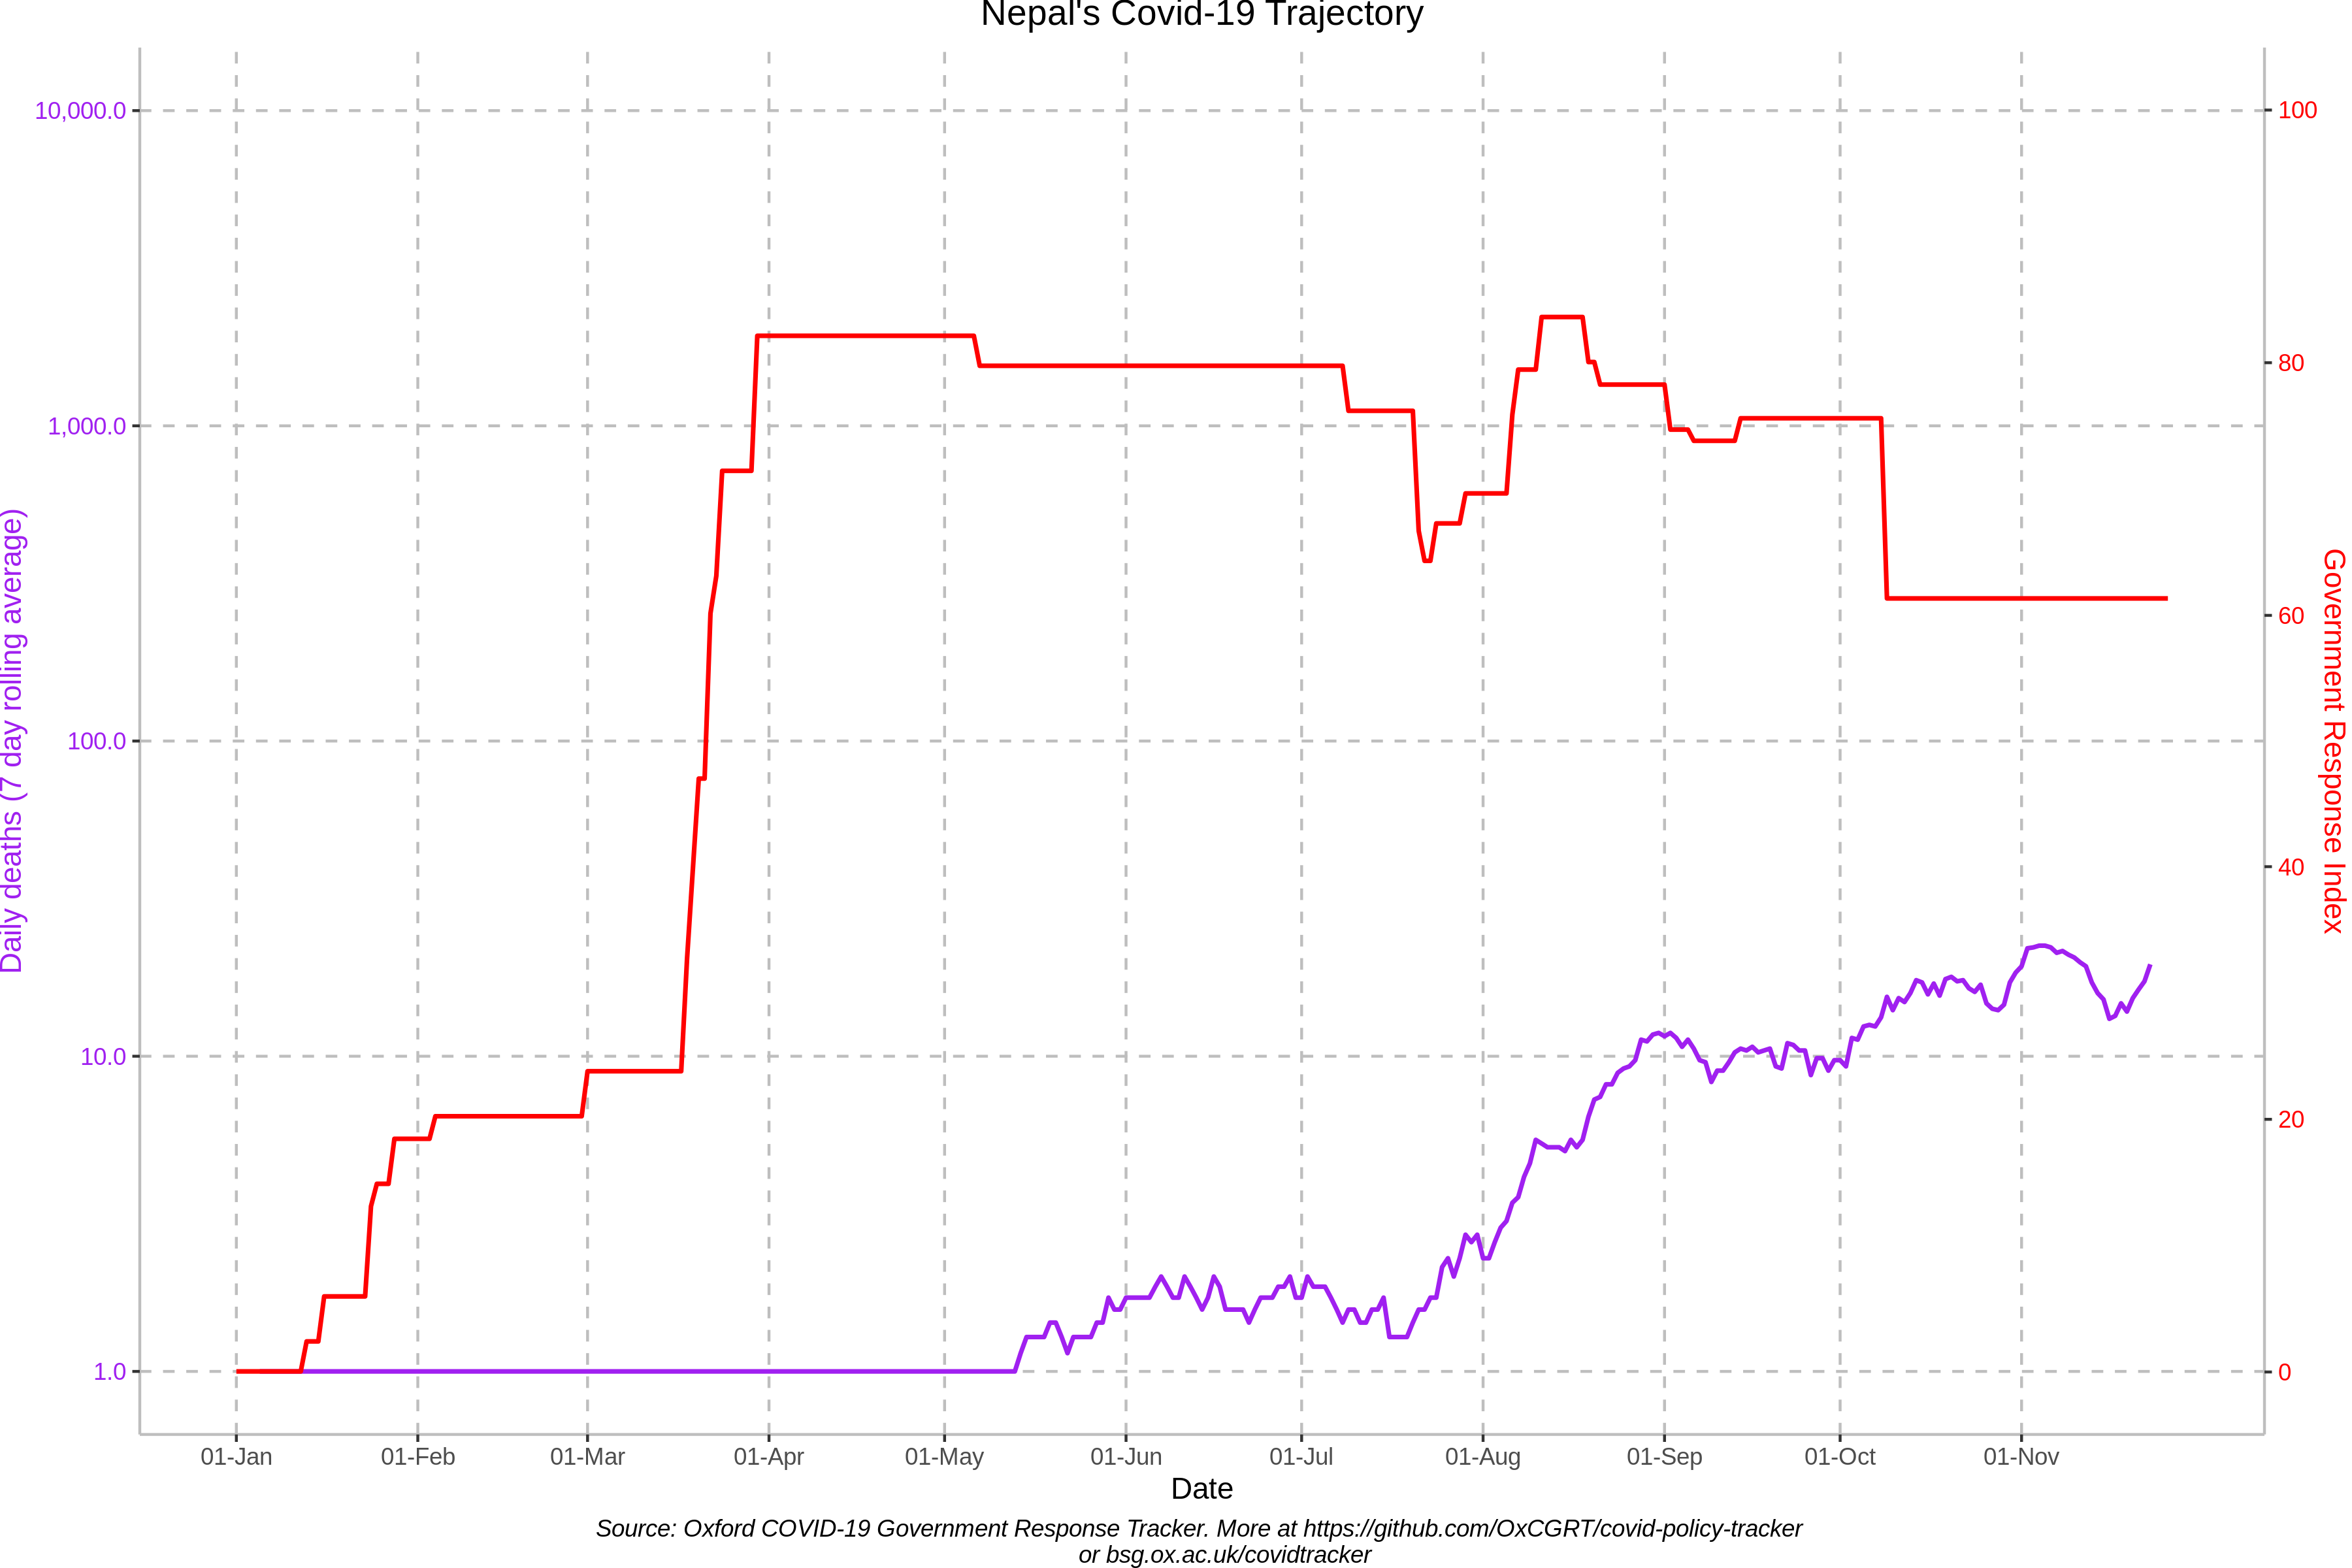 Nepal's Covid-19 Trajectory
10,000.0
1,000.0
100.0
10.0
1.0
Daily deaths (7 day rolling average)
100
80
60
40
20
0
Government Response Index
01-Jan 01-Feb 01-Mar 01-Apr 01-May 01-Jun 01-Jul 01-Aug 01-Sep 01-Oct 01-Nov
Date
Source: Oxford COVID-19 Government Response Tracker. More at https://github.com/OxCGRT/covid-policy-tracker
or bsg.ox.ac.uk/covidtracker